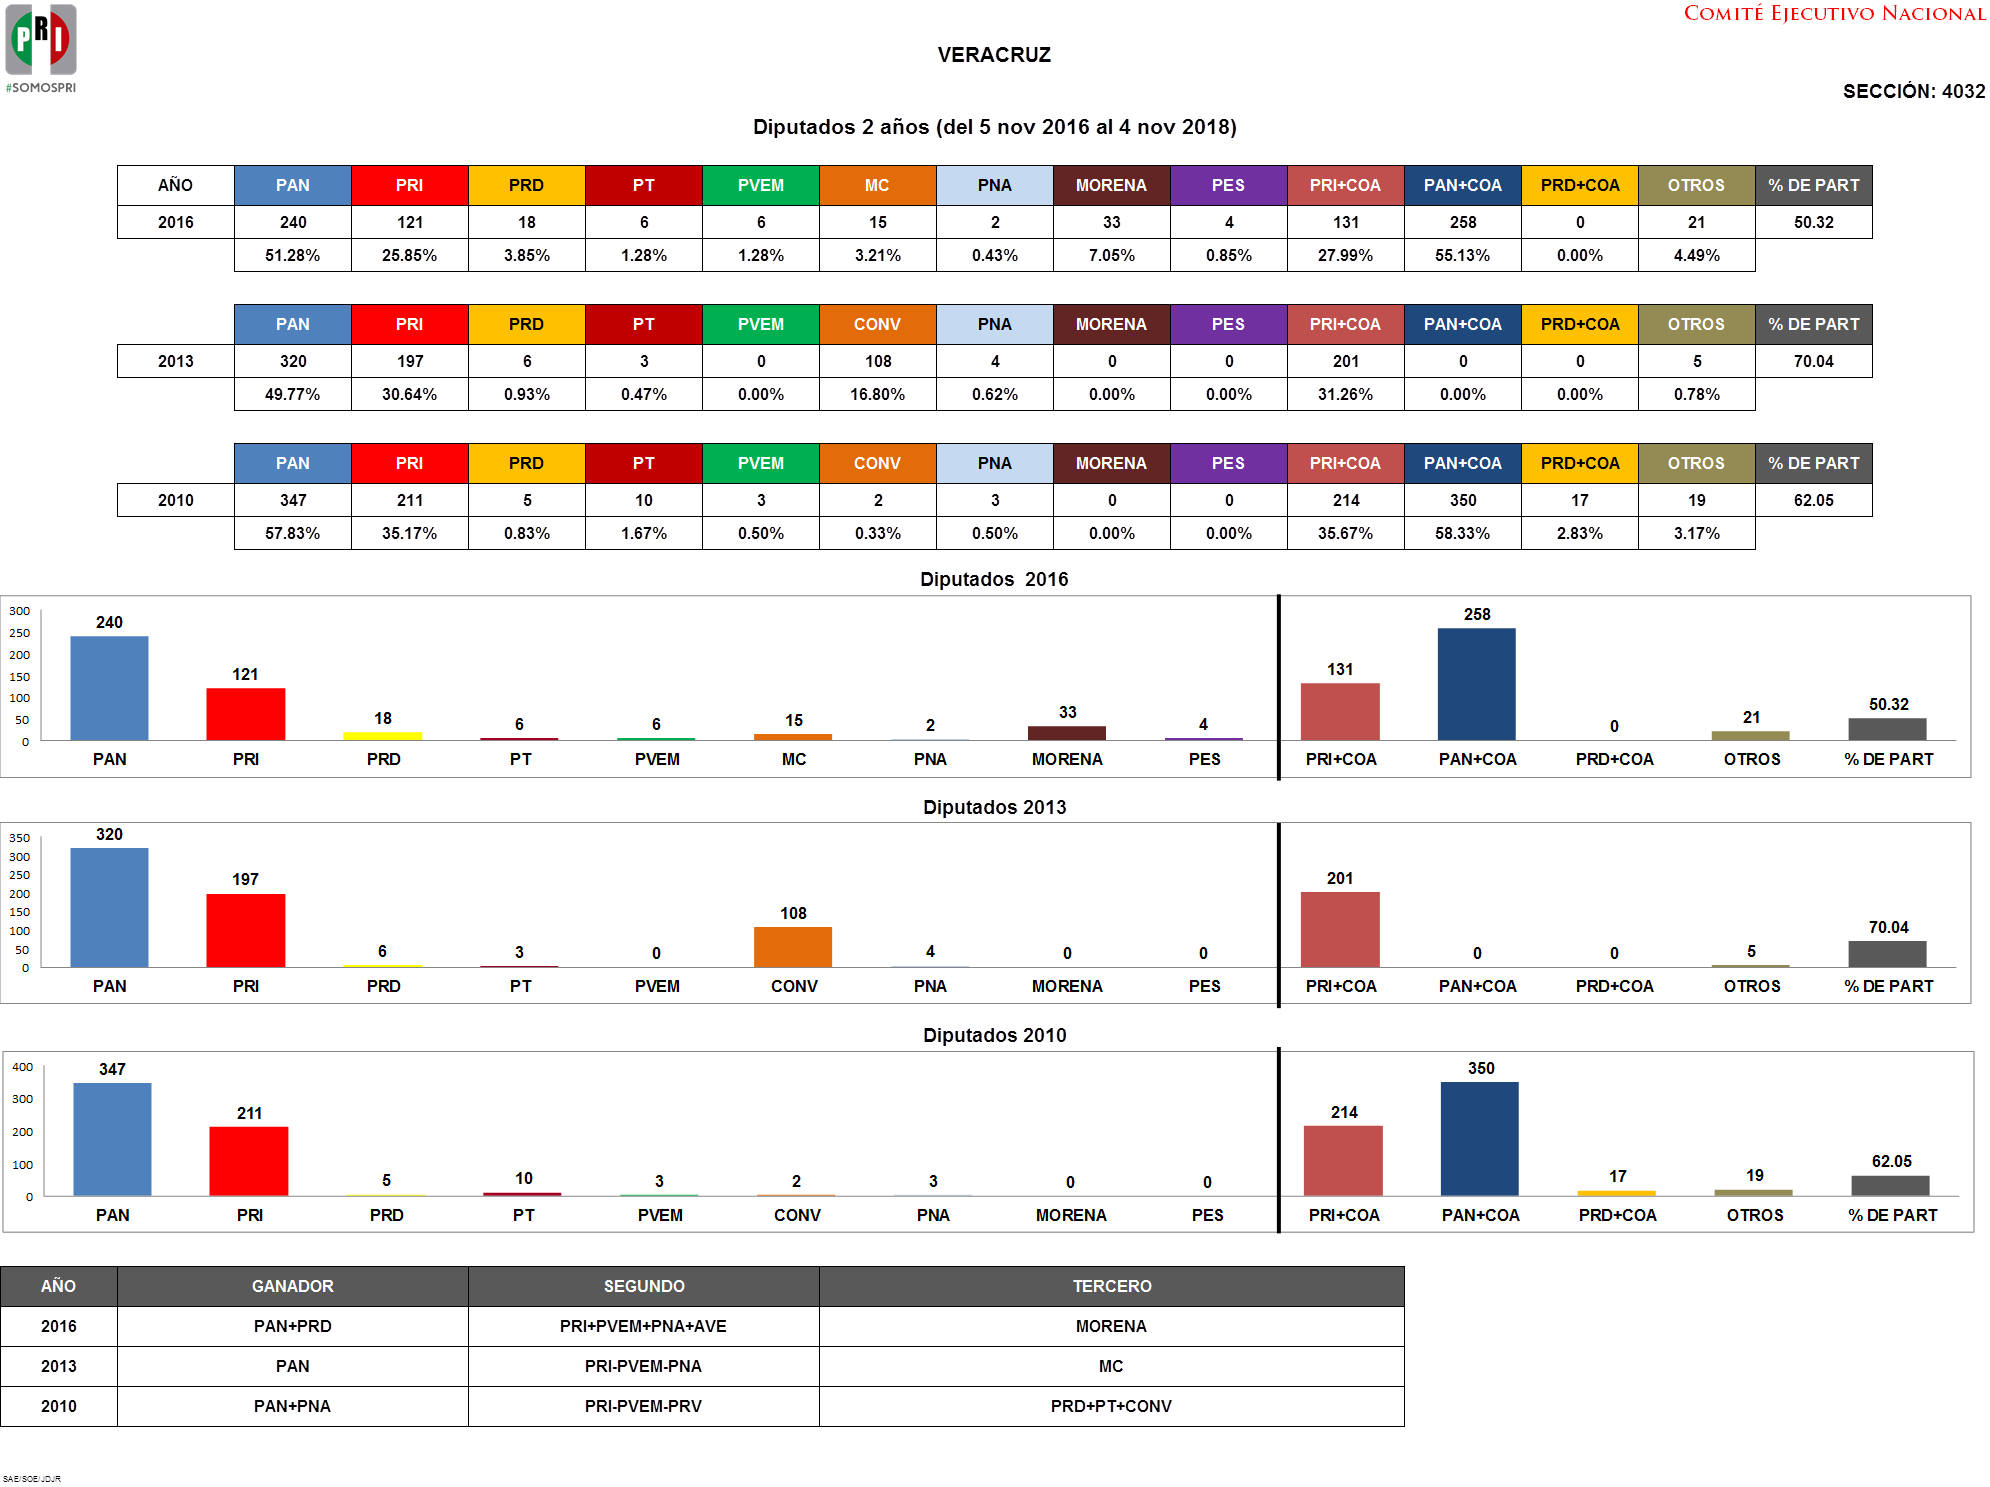 PRI
#SOMOSPRI
COMITÉ EJECUTIVO NACIONAL
VERACRUZ
SECCIÓN: 4032
Diputados 2 años (del 5 nov 2016 al 4 nov 2018)
AÑO PAN PRI PRD PT PVEM MC PNA MORENA PES PRI+COA PAN+COA PRD+COA OTROS % DE PART
2016 240 121 18 6 6 15 2 33 4 131 258 0 21 50.32
51.28% 25.85% 3.85% 1.28% 1.28% 3.21% 0.43% 7.05% 0.85% 27.99% 55.13% 0.00% 4.49%
PAN PRI PRD PT PVEM CONV PNA MORENA PES PRI+COA PAN+COA PRD+COA OTROS % DE PART
2013 320 197 6 3 0 108 4 0 0 201 0 0 5 70.04
49.77% 30.64% 0.93% 0.47% 0.00% 16.80% 0.62% 0.00% 0.00% 31.26% 0.00% 0.00% 0.78%
PAN PRI PRD PT PVEM CONV PNA MORENA PES PRI+COA PAN+COA PRD+COA OTROS % DE PART
2010 347 211 5 10 3 2 3 0 0 214 350 17 19 62.05
57.83% 35.17% 0.83% 1.67% 0.50% 0.33% 0.50% 0.00% 0.00% 35.67% 58.33% 2.83% 3.17%
Diputados 2016
300
250
200
150
100
50
0
240 121 18 6 6 15 2 33 4 131 258 0 21 50.32
PAN PRI PRD PT PVEM MC PNA MORENA PES PRI+COA PAN+COA PRD+COA OTROS % DE PART
Diputados 2013
350
300
250
200
150
100
50
0
320 197 6 3 0 108 4 0 0 201 0 0 5 70.04
PAN PRI PRD PT PVEM CONV PNA MORENA PES PRI+COA PAN+COA PRD+COA OTROS % DE PART
Diputados 2010
400
300
200
100
0
347 211 5 10 3 2 3 0 0 214 350 17 19 62.05
PAN PRI PRD PT PVEM CONV PNA MORENA PES PRI+COA PAN+COA PRD+COA OTROS % DE PART
AÑO GANADOR SEGUNDO TERCERO
2016 PAN+PRD PRI+PVEM+PNA+AVE MORENA
2013 PAN PRI-PVEM-PNA MC
2010 PAN+PNA PRI-PVEM-PRV PRD+PT+CONV
SAE/SOE/JDJR